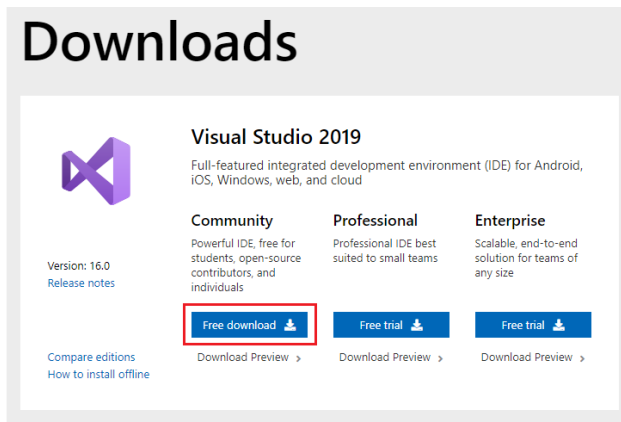 Downloads
Visual Studio 2019
Full-featured integrated development environment (IDE) for Android,
iOS, Windows, web, and cloud
Version: 16.0
Release notes
Compare editions
How to install offline
Community
Powerful IDE, free for
students, open-source
contributors, and
individuals
Free download
Download Preview
Professional
Professional IDE best
suited to small teams
Free trial
Download Preview
Enterprise
Scalable, end-to-end
solution for teams of
any size
Free trial
Download Preview